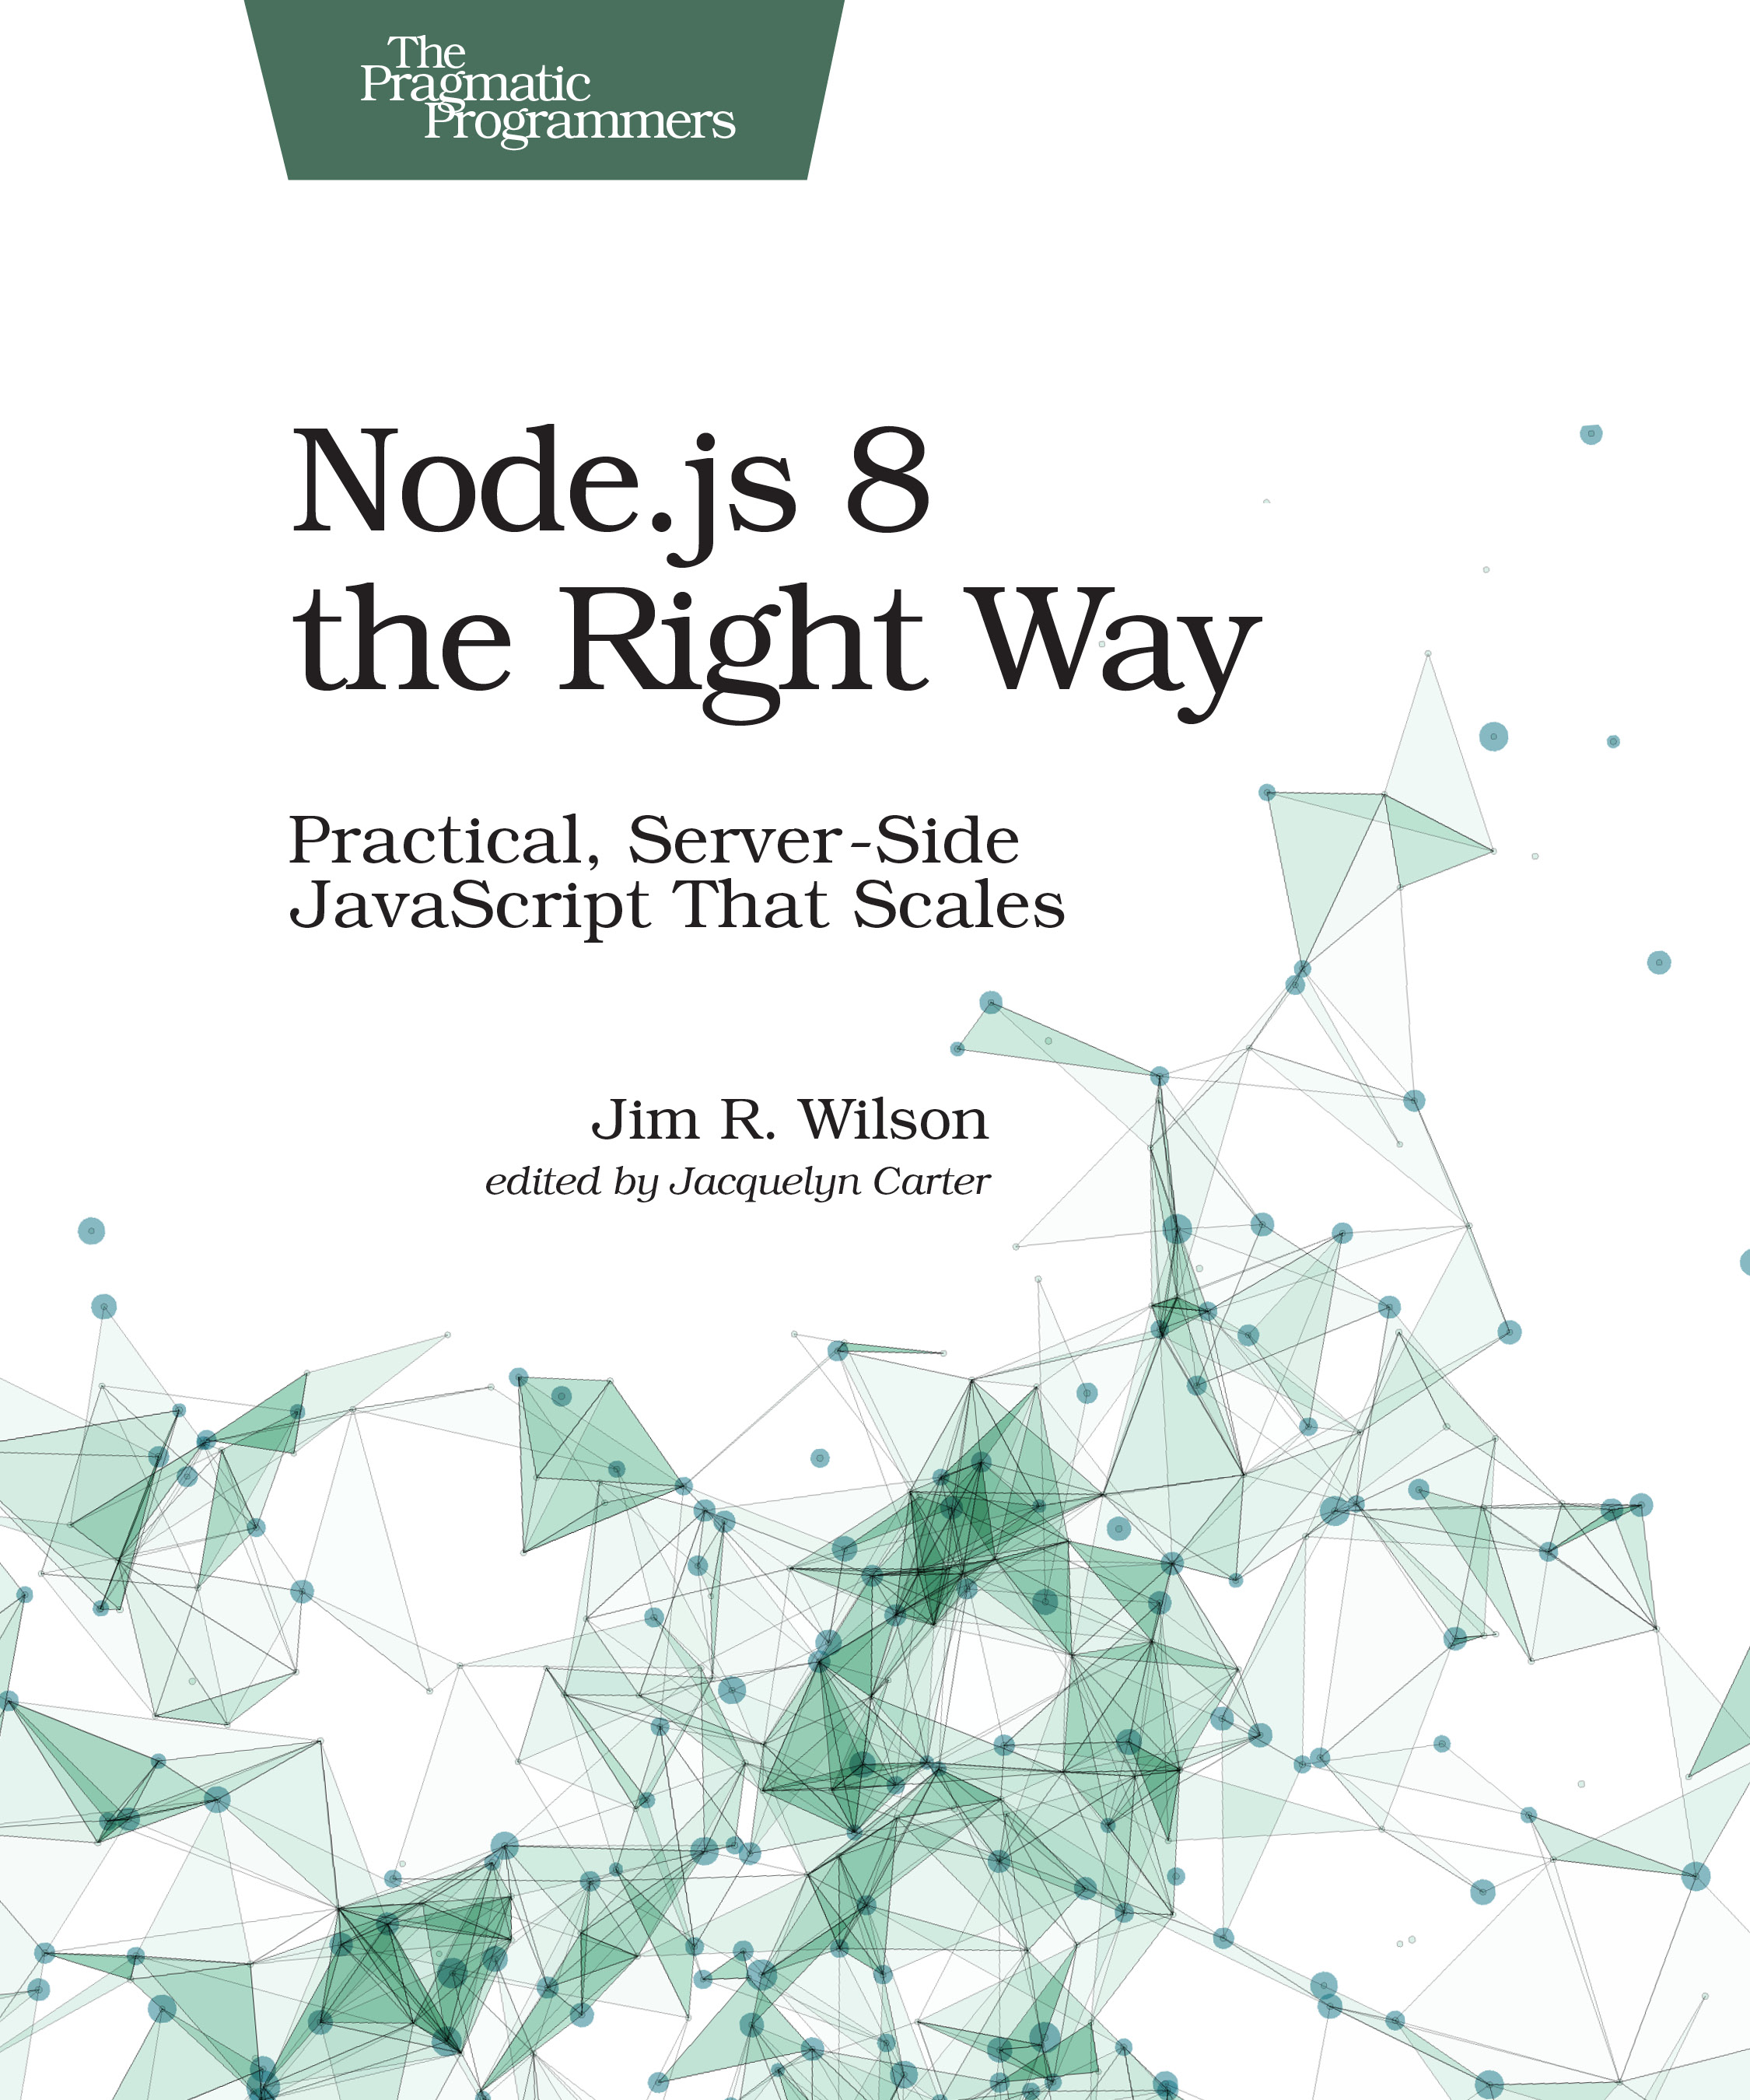 The
Pragmatic
Programmers
Node.js 8
the Right Way
Practical, Server-Side
JavaScript That Scales
Jim R. Wilson
edited by Jacquelyn Carter